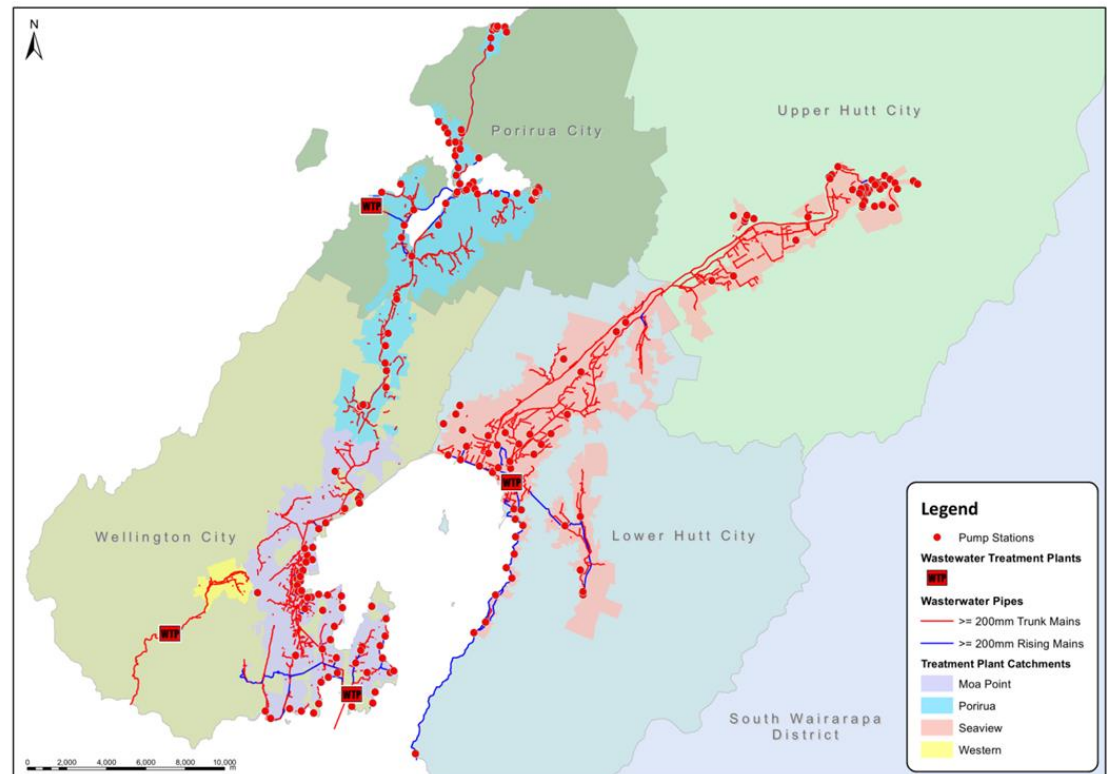 N
Porirua City
Upper Hutt City
WTP
WTP
Wellington City
Lower Hutt City
WTP
WTP
South Wairarapa
District
0 2,000 4,000 6,000 8,000 10,000
m
Legend
Pump Stations
Wastewater Treatment Plants
WTP
Wasterwater Pipes
>= 200mm Trunk Mains
>= 200mm Rising Mains
Treatment Plant Catchments
Moa Point
Porirua
Seaview
Western